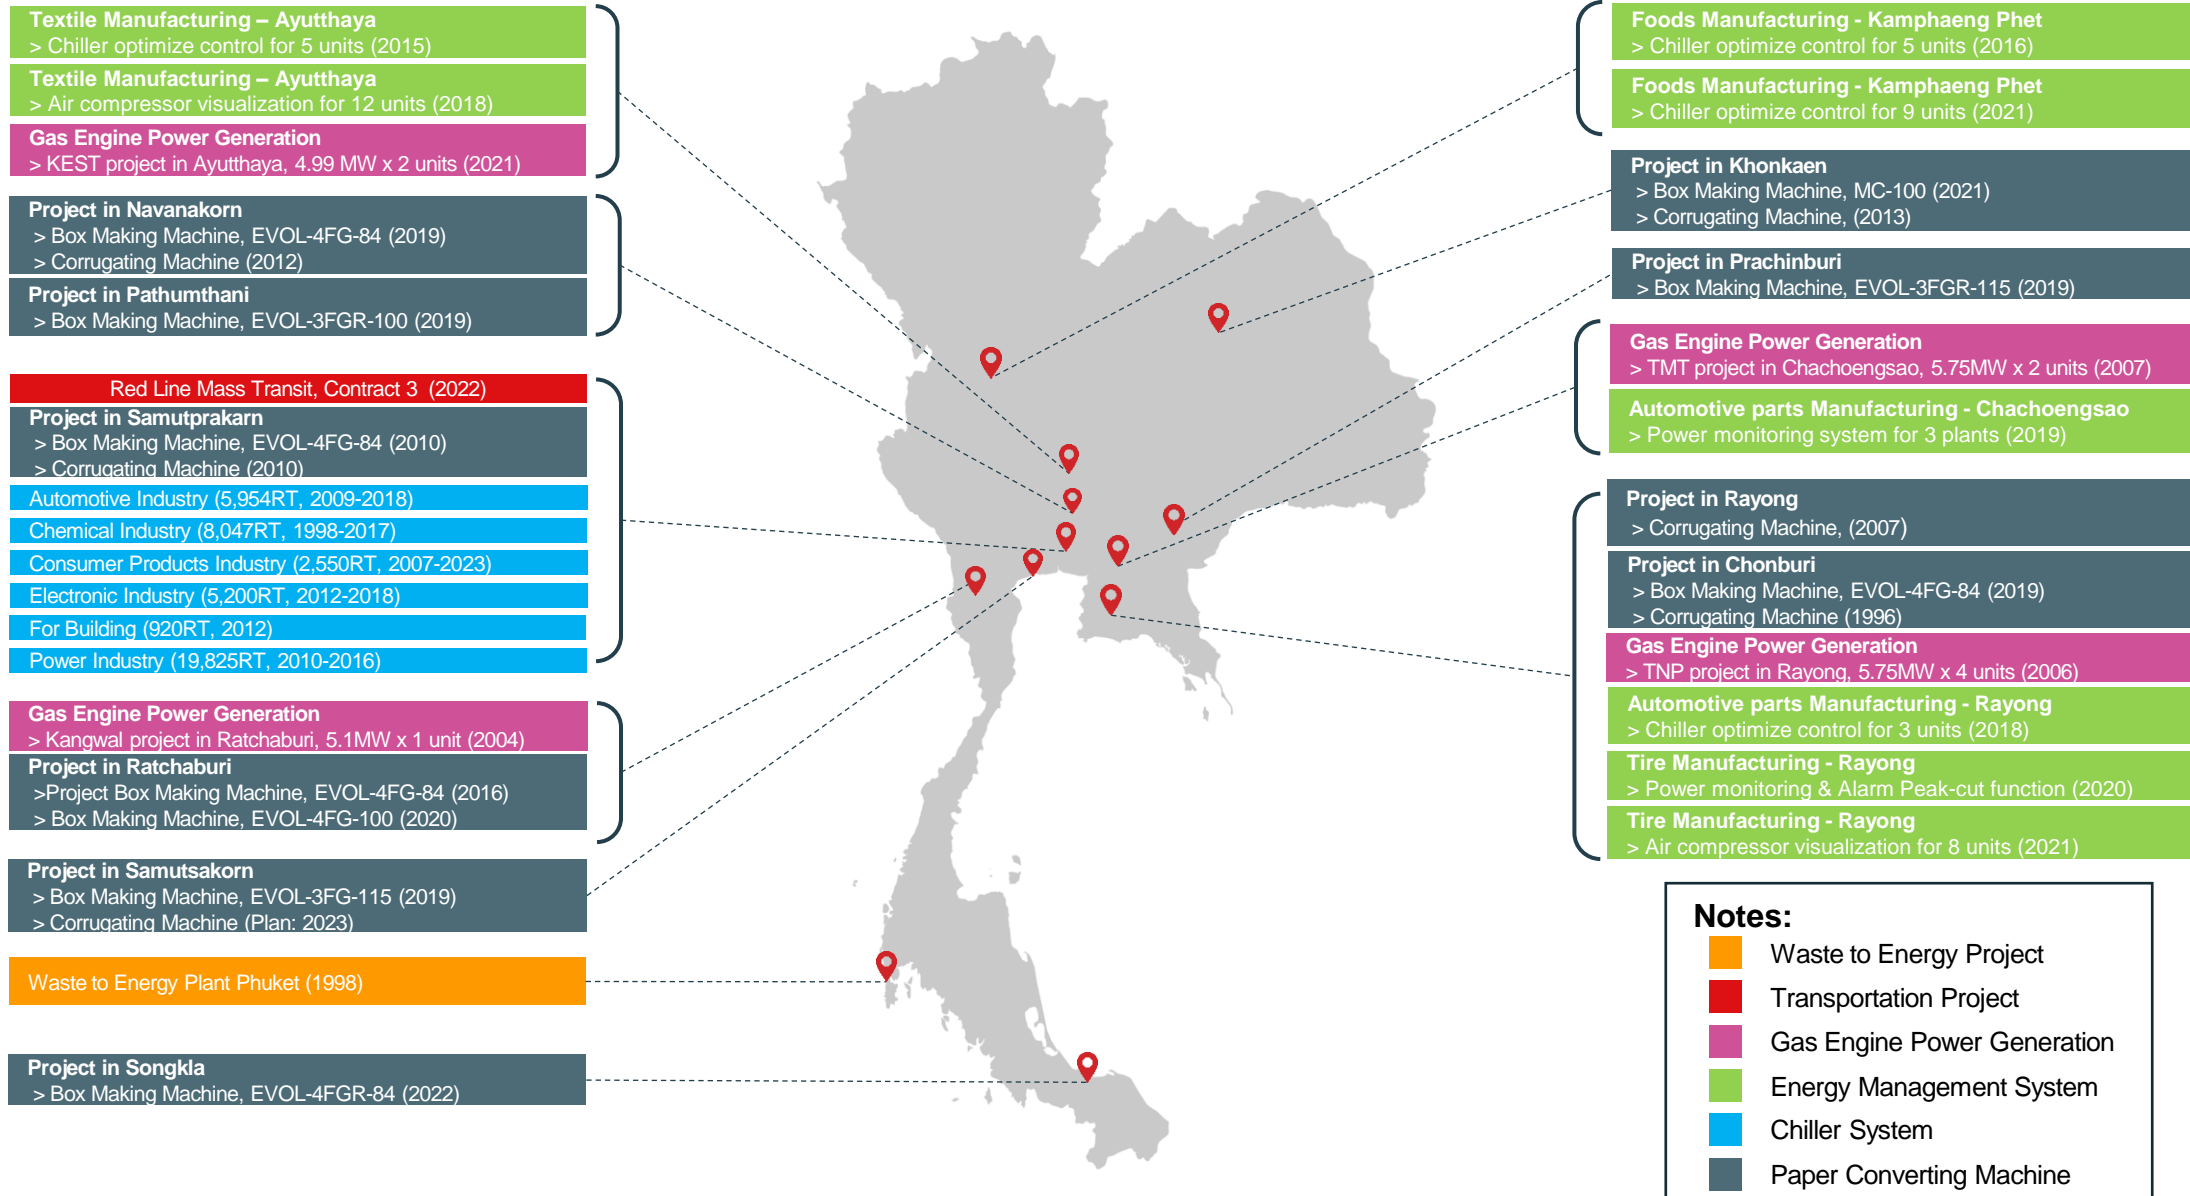 Textile Manufacturing – Ayutthaya
> Chiller optimize control for 5 units (2015)
Textile Manufacturing – Ayutthaya
> Air compressor visualization for 12 units (2018)
Gas Engine Power Generation
> KEST project in Ayutthaya, 4.99 MW x 2 units (2021)
Project in Navanakorn
> Box Making Machine, EVOL-4FG-84 (2019)
> Corrugating Machine (2012)
Project in Pathumthani
> Box Making Machine, EVOL-3FGR-100 (2019)
Red Line Mass Transit, Contract 3 (2022)
Project in Samutprakarn
> Box Making Machine, EVOL-4FG-84 (2010)
> Corrugating Machine (2010)
Automotive Industry (5,954RT, 2009-2018)
Chemical Industry (8,047RT, 1998-2017)
Consumer Products Industry (2,550RT, 2007-2023)
Electronic Industry (5,200RT, 2012-2018)
For Building (920RT, 2012)
Power Industry (19,825RT, 2010-2016)
Gas Engine Power Generation
> Kangwal project in Ratchaburi, 5.1MW x 1 unit (2004)
Project in Ratchaburi
>Project Box Making Machine, EVOL-4FG-84 (2016)
> Box Making Machine, EVOL-4FG-100 (2020)
Project in Samutsakorn
> Box Making Machine, EVOL-3FG-115 (2019)
> Corrugating Machine (Plan: 2023)
Waste to Energy Plant Phuket (1998)
Project in Songkla
> Box Making Machine, EVOL-4FGR-84 (2022)
Foods Manufacturing - Kamphaeng Phet
> Chiller optimize control for 5 units (2016)
Foods Manufacturing - Kamphaeng Phet
> Chiller optimize control for 9 units (2021)
Project in Khonkaen
> Box Making Machine, MC-100 (2021)
> Corrugating Machine, (2013)
Project in Prachinburi
> Box Making Machine, EVOL-3FGR-115 (2019)
Gas Engine Power Generation
> TMT project in Chachoengsao, 5.75MW x 2 units (2007)
Automotive parts Manufacturing - Chachoengsao
> Power monitoring system for 3 plants (2019)
Project in Rayong
> Corrugating Machine, (2007)
Project in Chonburi
> Box Making Machine, EVOL-4FG-84 (2019)
> Corrugating Machine (1996)
Gas Engine Power Generation
> TNP project in Rayong, 5.75MW x 4 units (2006)
Automotive parts Manufacturing - Rayong
> Chiller optimize control for 3 units (2018)
Tire Manufacturing - Rayong
> Power monitoring & Alarm Peak-cut function (2020)
Tire Manufacturing - Rayong
> Air compressor visualization for 8 units (2021)
Notes:
Waste to Energy Project
Transportation Project
Gas Engine Power Generation
Energy Management System
Chiller System
Paper Converting Machine